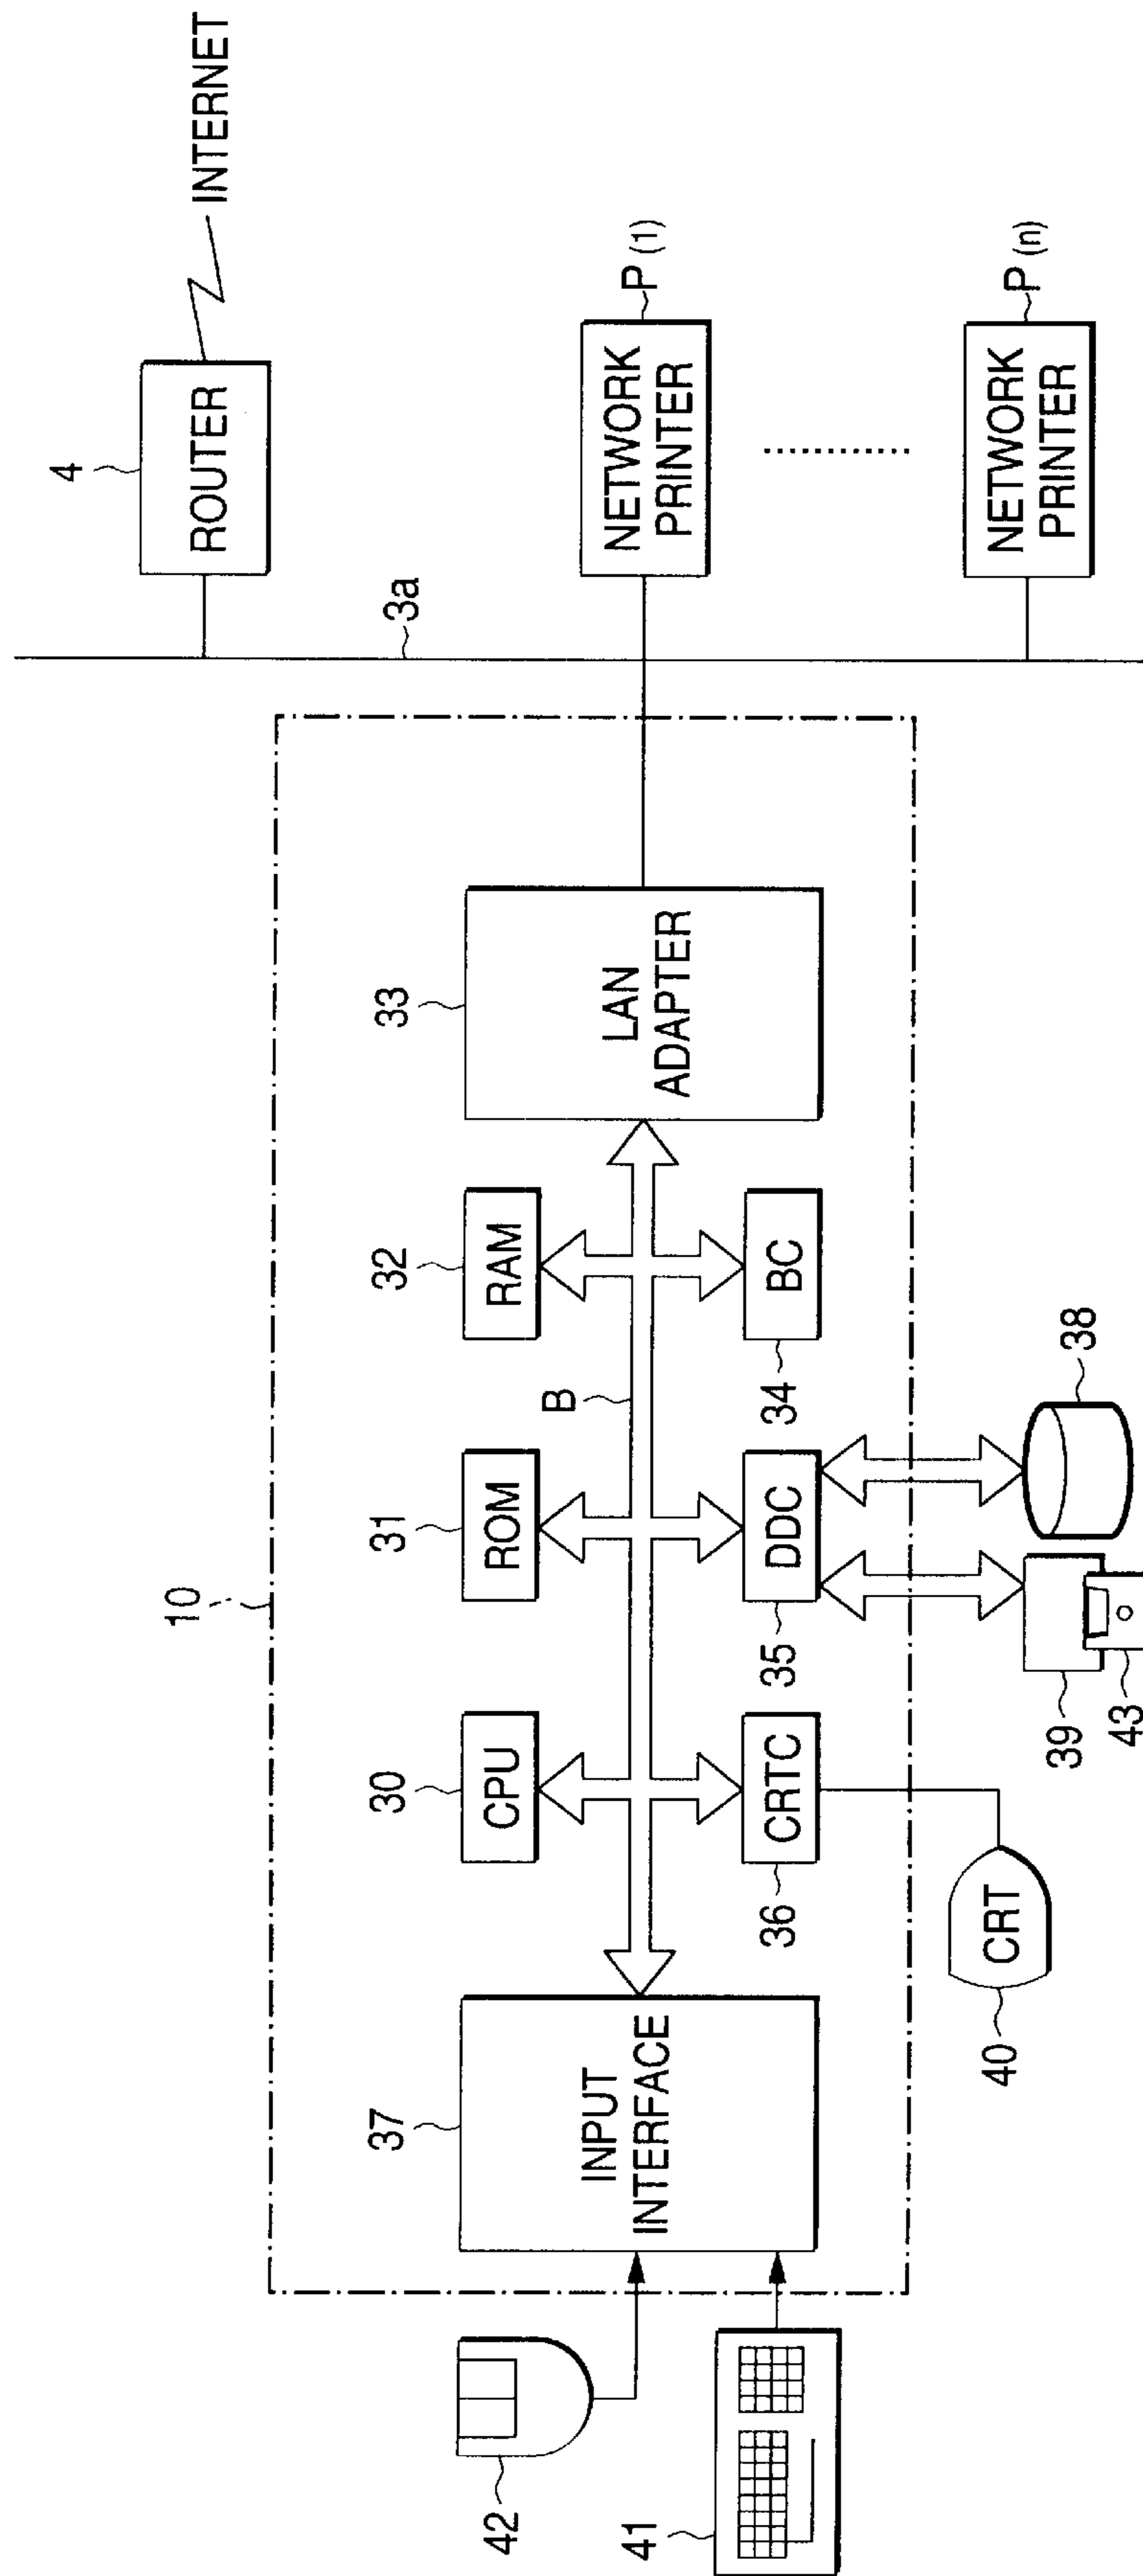 4
ROUTER
INTERNET
3a
NETWORK
PRINTER
P (1)
NETWORK
PRINTER
P (n)
10
37
INPUT
INTERFACE
30
CPU
31
ROM
32
RAM
33
LAN
ADAPTER
B
CRTC
36
DDC
35
BC
34
42
41
CRT
40
39
43
38